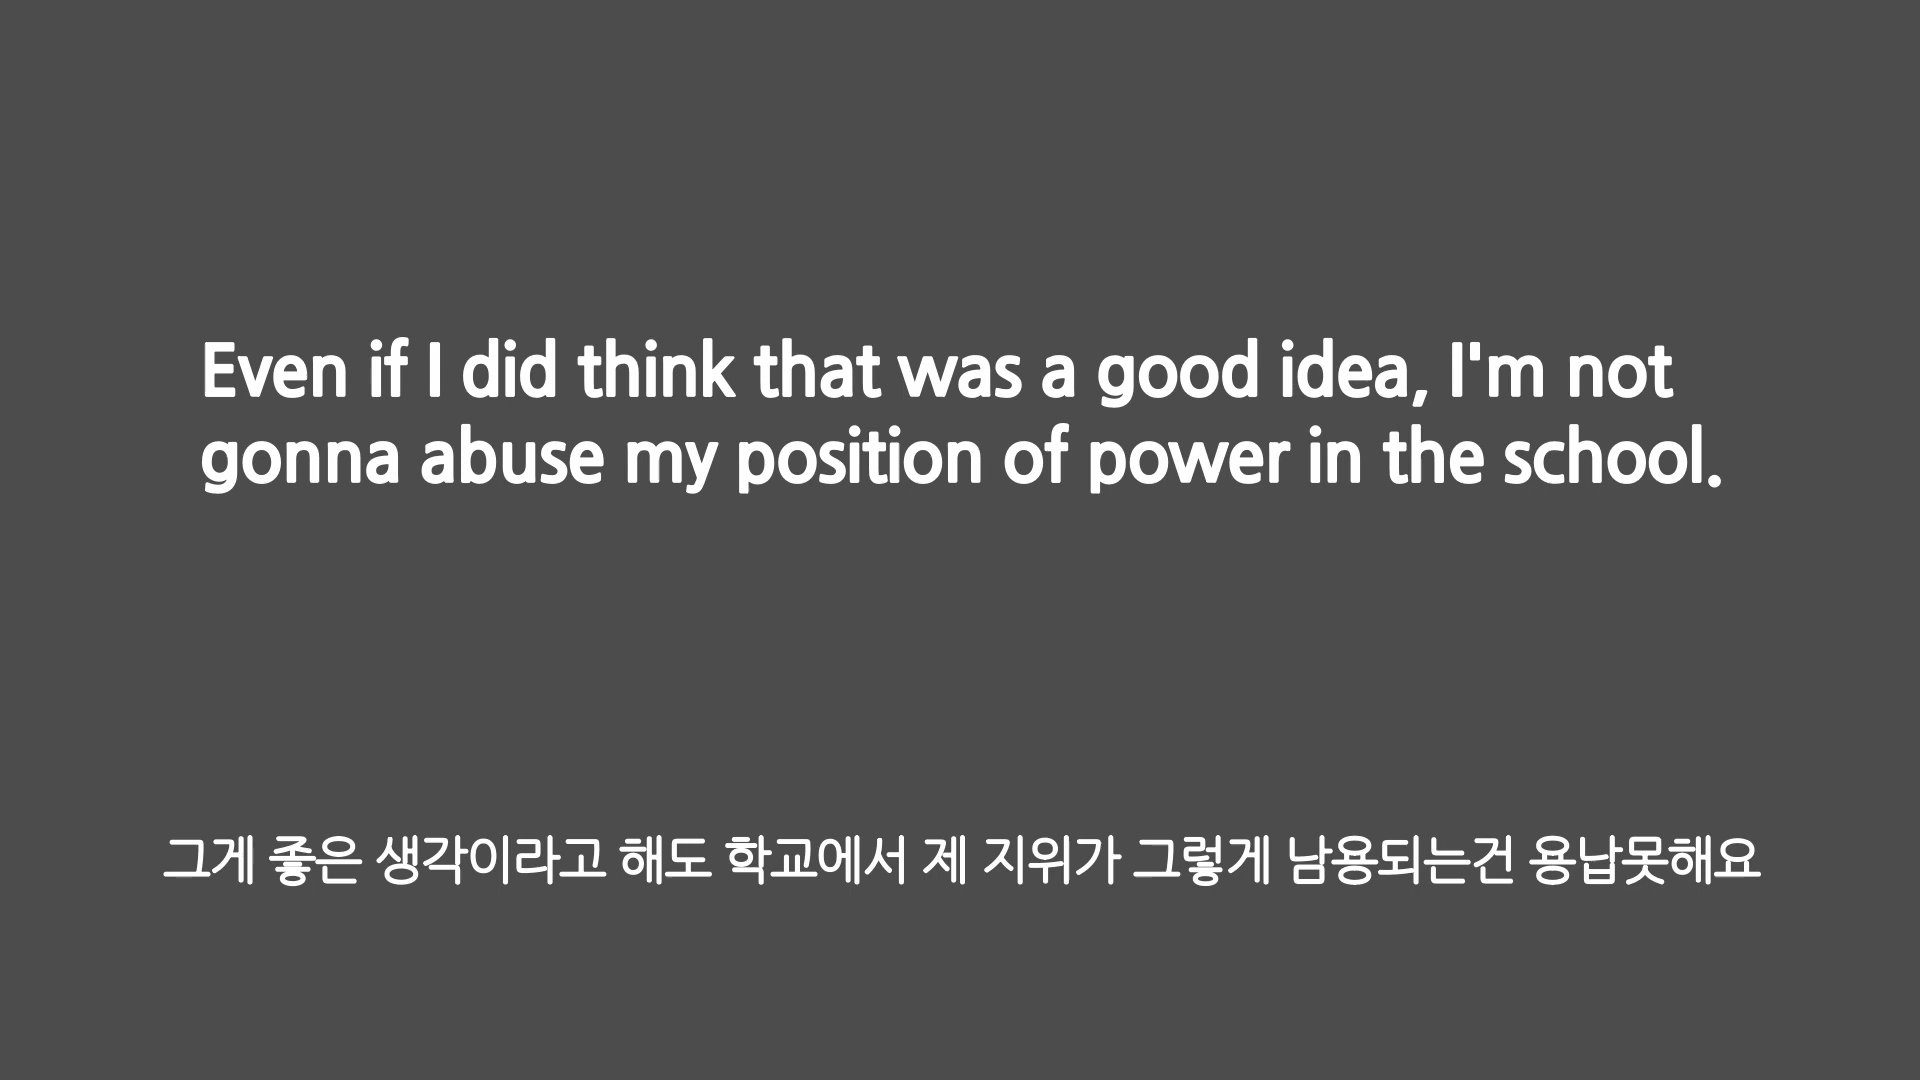 Even if I did think that was a good idea, I'm not
gonna abuse my position of power in the school.
그게 좋은 생각이라고 해도 학교에서 제 지위가 그렇게 남용되는건 용납못해요